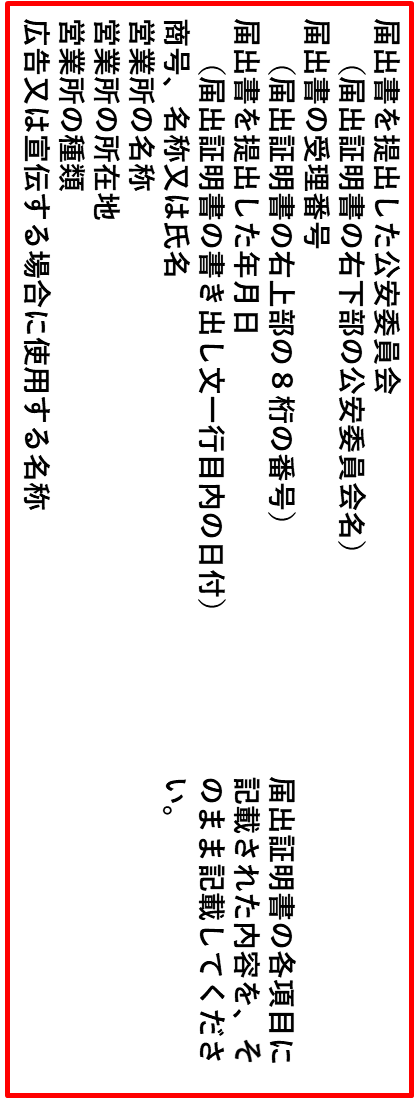 届出書を提出した公安委員会
（届出証明書の右下部の公安委員会名）
届出書の受理番号
（届出証明書の右上部の８桁の番号）
届出書を提出した年月日
（届出証明書の書き出し文一行目内の日付）
商号、名称又は氏名
営業所の名称
営業所の所在地
営業所の種類
広告又は宣伝する場合に使用する名称
届出証明書の各項目に
記載された内容を、そ
のまま記載してくださ
い。